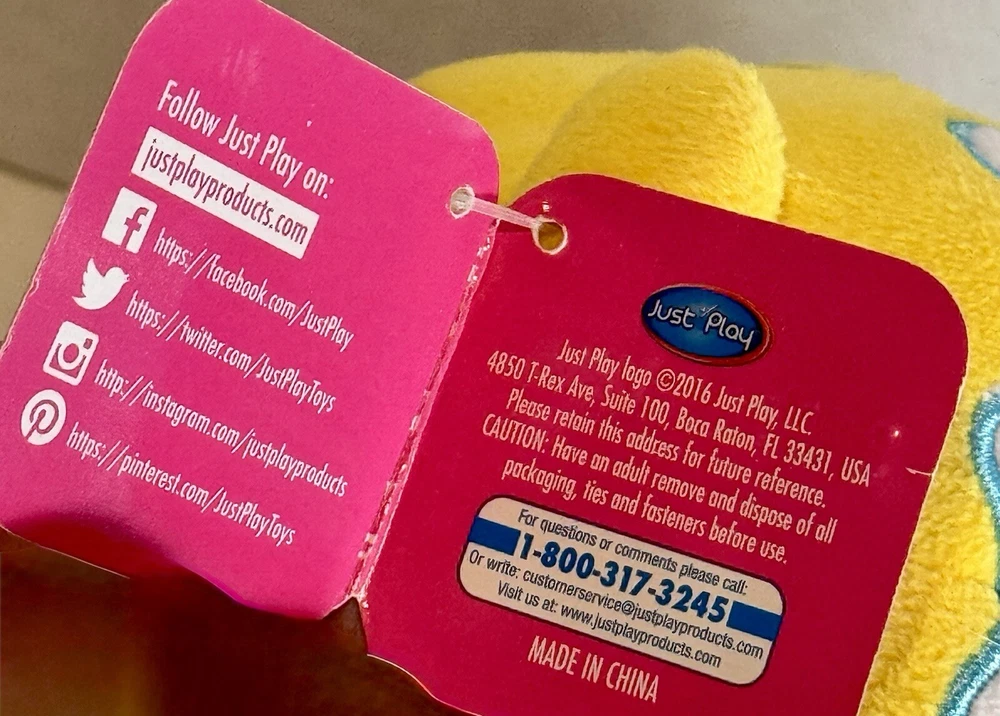 Follow Just Play on:
justplayproducts.com
https://facebook.com/JustPlay
https://twitter.com/JustPlayToys
http://instagram.com/justplayproducts
https://pinterest.com/JustPlayToys
Just Play
Just Play logo ©2016 Just Play, LLC
4850 T-Rex Ave, Suite 100, Boca Raton, FL 33431, USA
Please retain this address for future reference.
CAUTION: Have an adult remove and dispose of all
packaging, ties and fasteners before use.
For questions or comments please call:
1-800-317-3245
Or write: customerservice@justplayproducts.com
Visit us at: www.justplayproducts.com
MADE IN CHINA